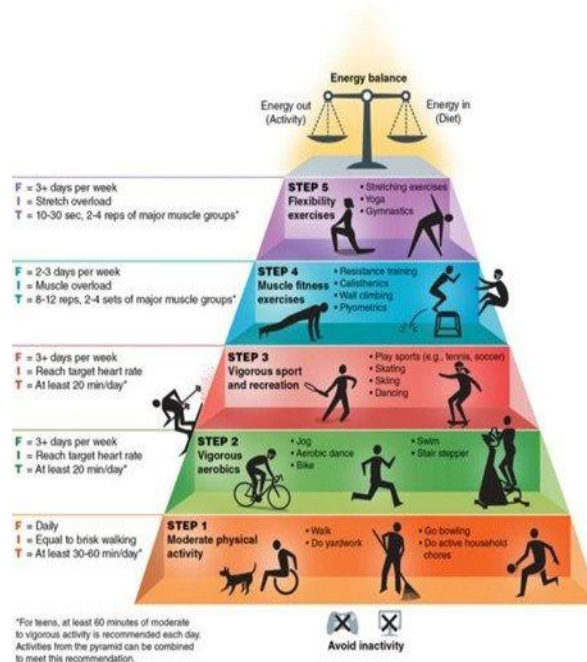 Energy balance
Energy out
(Activity)
Energy in
(Diet)
F = 3+ days per week
I = Stretch overload
T = 10-30 sec, 2-4 reps of major muscle groups*
STEP 5
Flexibility
exercises
• Stretching exercises
• Yoga
• Gymnastics
F = 2-3 days per week
I = Muscle overload
T = 8-12 reps, 2-4 sets of major muscle groups*
STEP 4
Muscle fitness
exercises
• Resistance training
• Calisthenics
• Wall climbing
• Plyometrics
F = 3+ days per week
I = Reach target heart rate
T = At least 20 min/day*
STEP 3
Vigorous sport
and recreation
• Play sports (e.g., tennis, soccer)
• Skating
• Skiing
• Dancing
F = 3+ days per week
I = Reach target heart rate
T = At least 20 min/day*
STEP 2
Vigorous
aerobics
• Jog
• Aerobic dance
• Bike
• Swim
• Stair stepper
F = Daily
I = Equal to brisk walking
T = At least 30-60 min/day*
STEP 1
Moderate physical
activity
• Walk
• Do yardwork
• Go bowling
• Do active household
chores
*For teens, at least 60 minutes of moderate
to vigorous activity is recommended each day.
Activities from the pyramid can be combined
to meet this recommendation.
Avoid inactivity